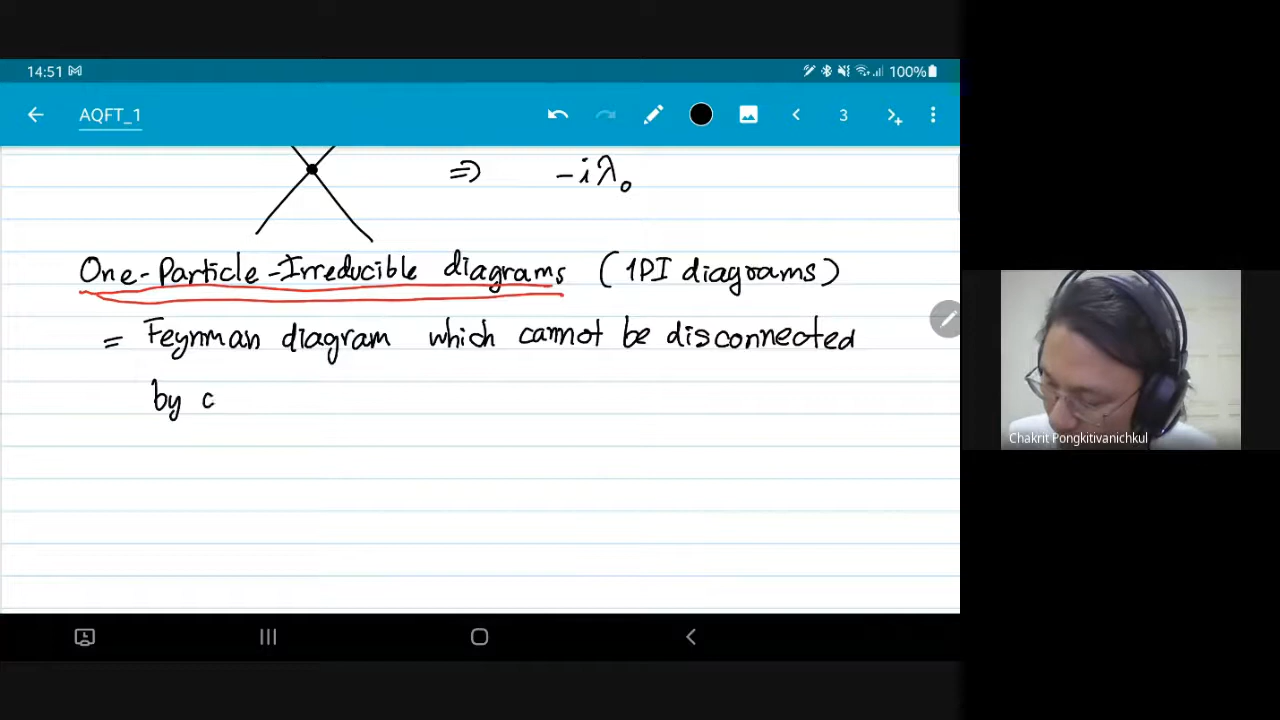 14:51
100%
AQFT_1
3
⇒ -iλ₀
One-Particle-Irreducible diagrams (1PI diagrams)
= Feynman diagram which cannot be disconnected
by c
Chakrit Pongkitivanichkul